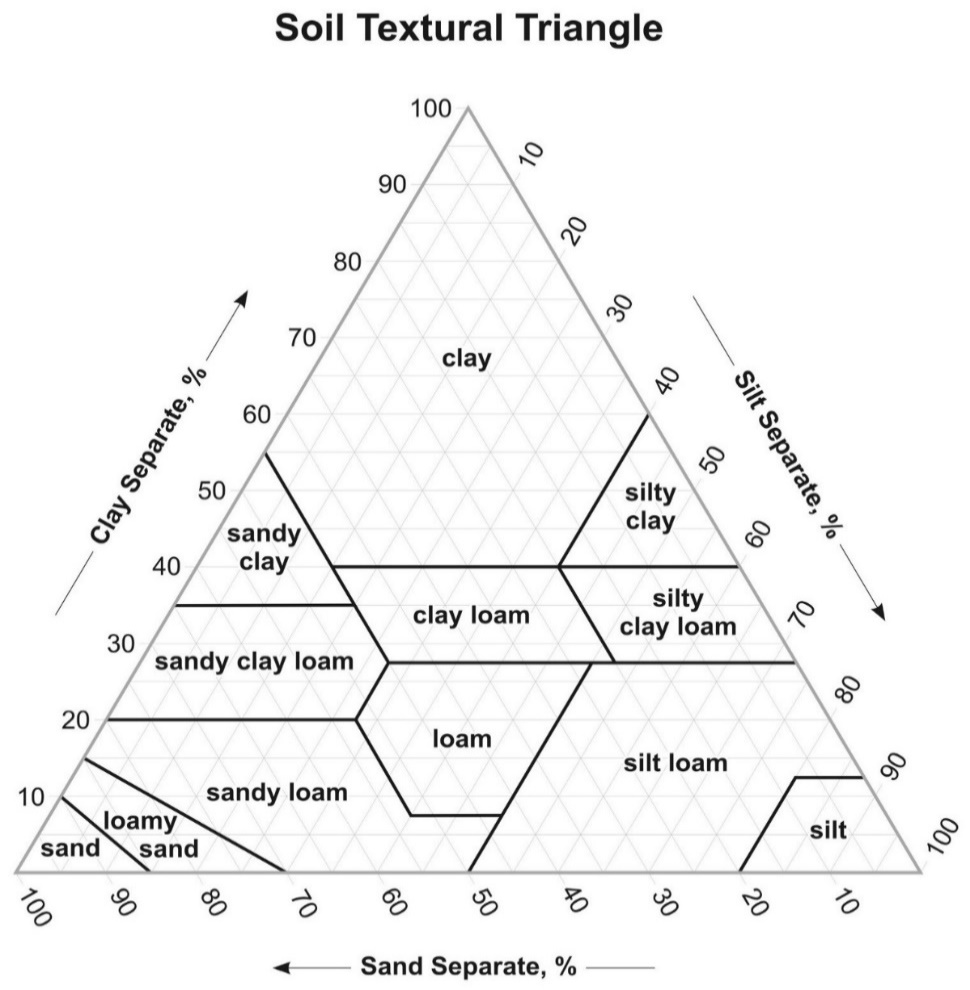 Soil Textural Triangle
100
90
80
70
60
50
40
30
20
10
Clay Separate, %
10
20
30
40
50
60
70
80
90
100
Silt Separate, %
clay
silty
clay
sandy
clay
clay loam
silty
clay loam
sandy clay loam
loam
silt loam
sandy loam
loamy
sand
sand
silt
100
90
80
70
60
50
40
30
20
10
Sand Separate, %